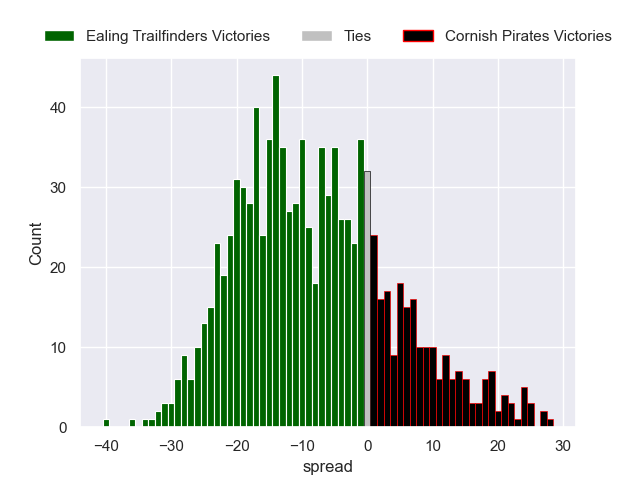 Ealing Trailfinders Victories Ties Cornish Pirates Victories
40
30
20
10
0
Count
−40 −30 −20 −10 0 10 20 30
spread